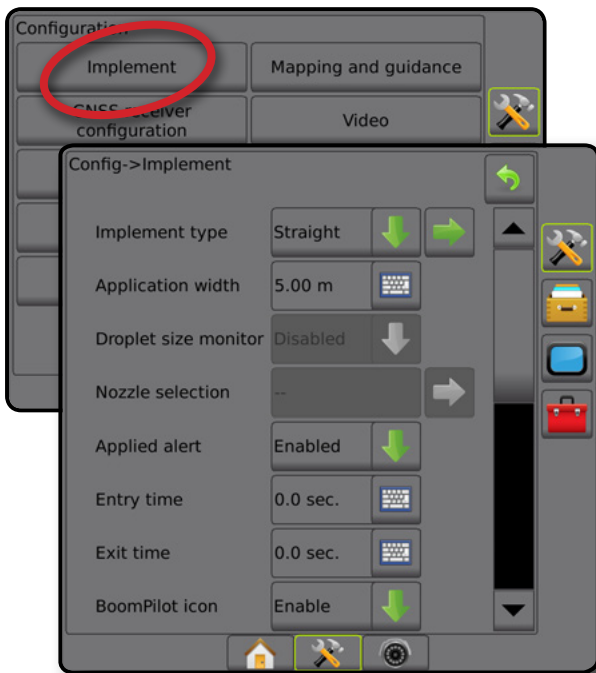 Configuration
Implement
Mapping and guidance
GNSS receiver
configuration
Video
Config->Implement
Implement type
Straight
Application width
5.00 m
Droplet size monitor
Disabled
Nozzle selection
--
Applied alert
Enabled
Entry time
0.0 sec.
Exit time
0.0 sec.
BoomPilot icon
Enable